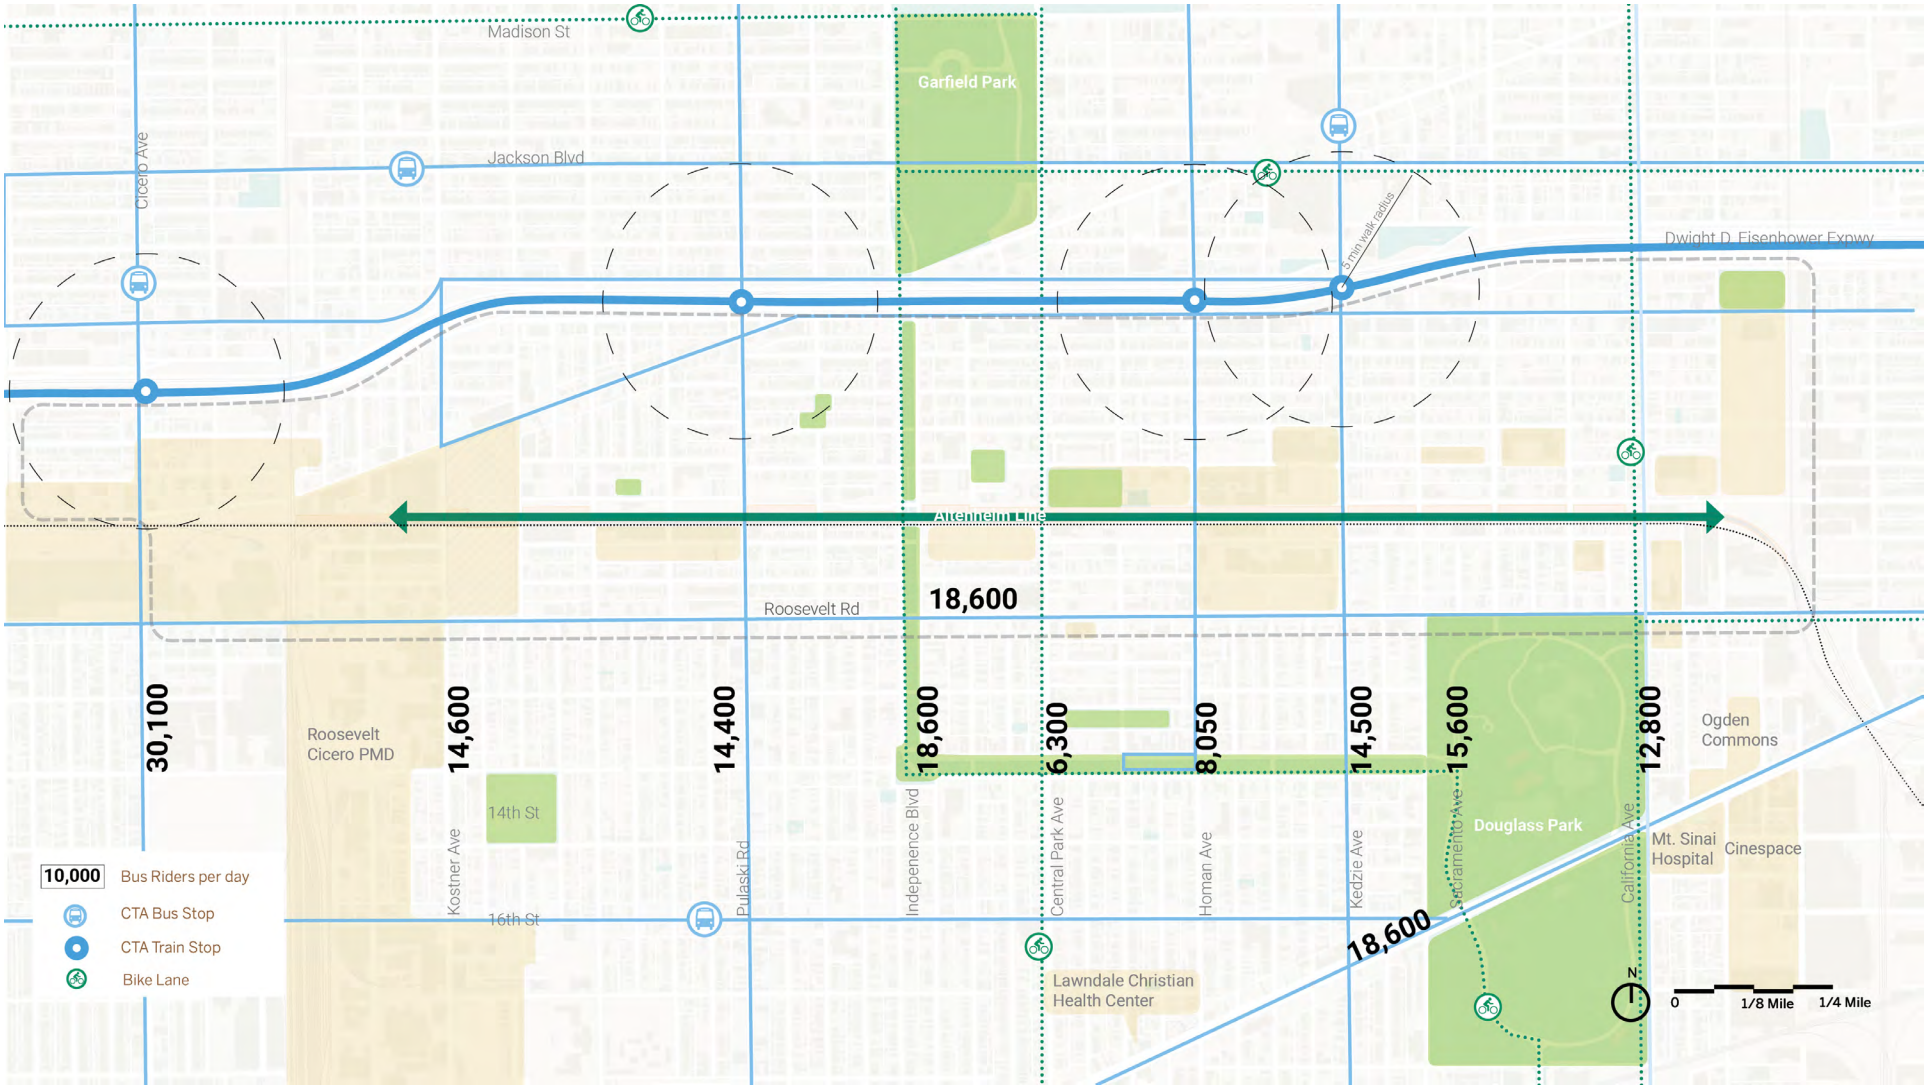 Madison St
Garfield Park
Cicero Ave
Jackson Blvd
5 min walk radius
Dwight D. Eisenhower Expwy
Altenheim Line
18,600
Roosevelt Rd
30,100
14,600
14,400
18,600
6,300
8,050
14,500
15,600
12,800
Roosevelt
Cicero PMD
Ogden
Commons
14th St
Kostner Ave
Pulaski Rd
Indepenence Blvd
Central Park Ave
Homan Ave
Kedzie Ave
Sacramento Ave
Douglass Park
California Ave
Mt. Sinai
Hospital
Cinespace
10,000
Bus Riders per day
CTA Bus Stop
CTA Train Stop
Bike Lane
16th St
18,600
Lawndale Christian
Health Center
N
0
1/8 Mile
1/4 Mile